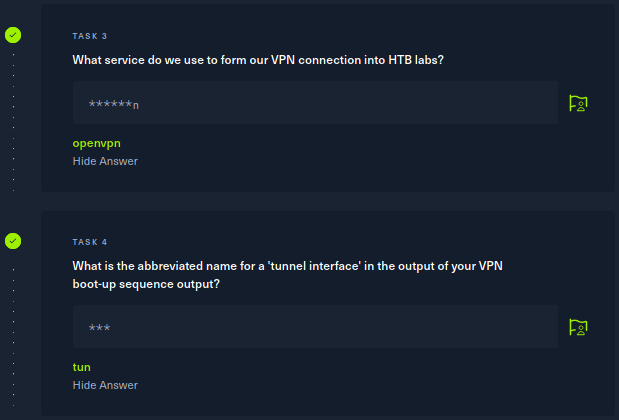 TASK 3
What service do we use to form our VPN connection into HTB labs?
******n
openvpn
Hide Answer
TASK 4
What is the abbreviated name for a 'tunnel interface' in the output of your VPN
boot-up sequence output?
***
tun
Hide Answer